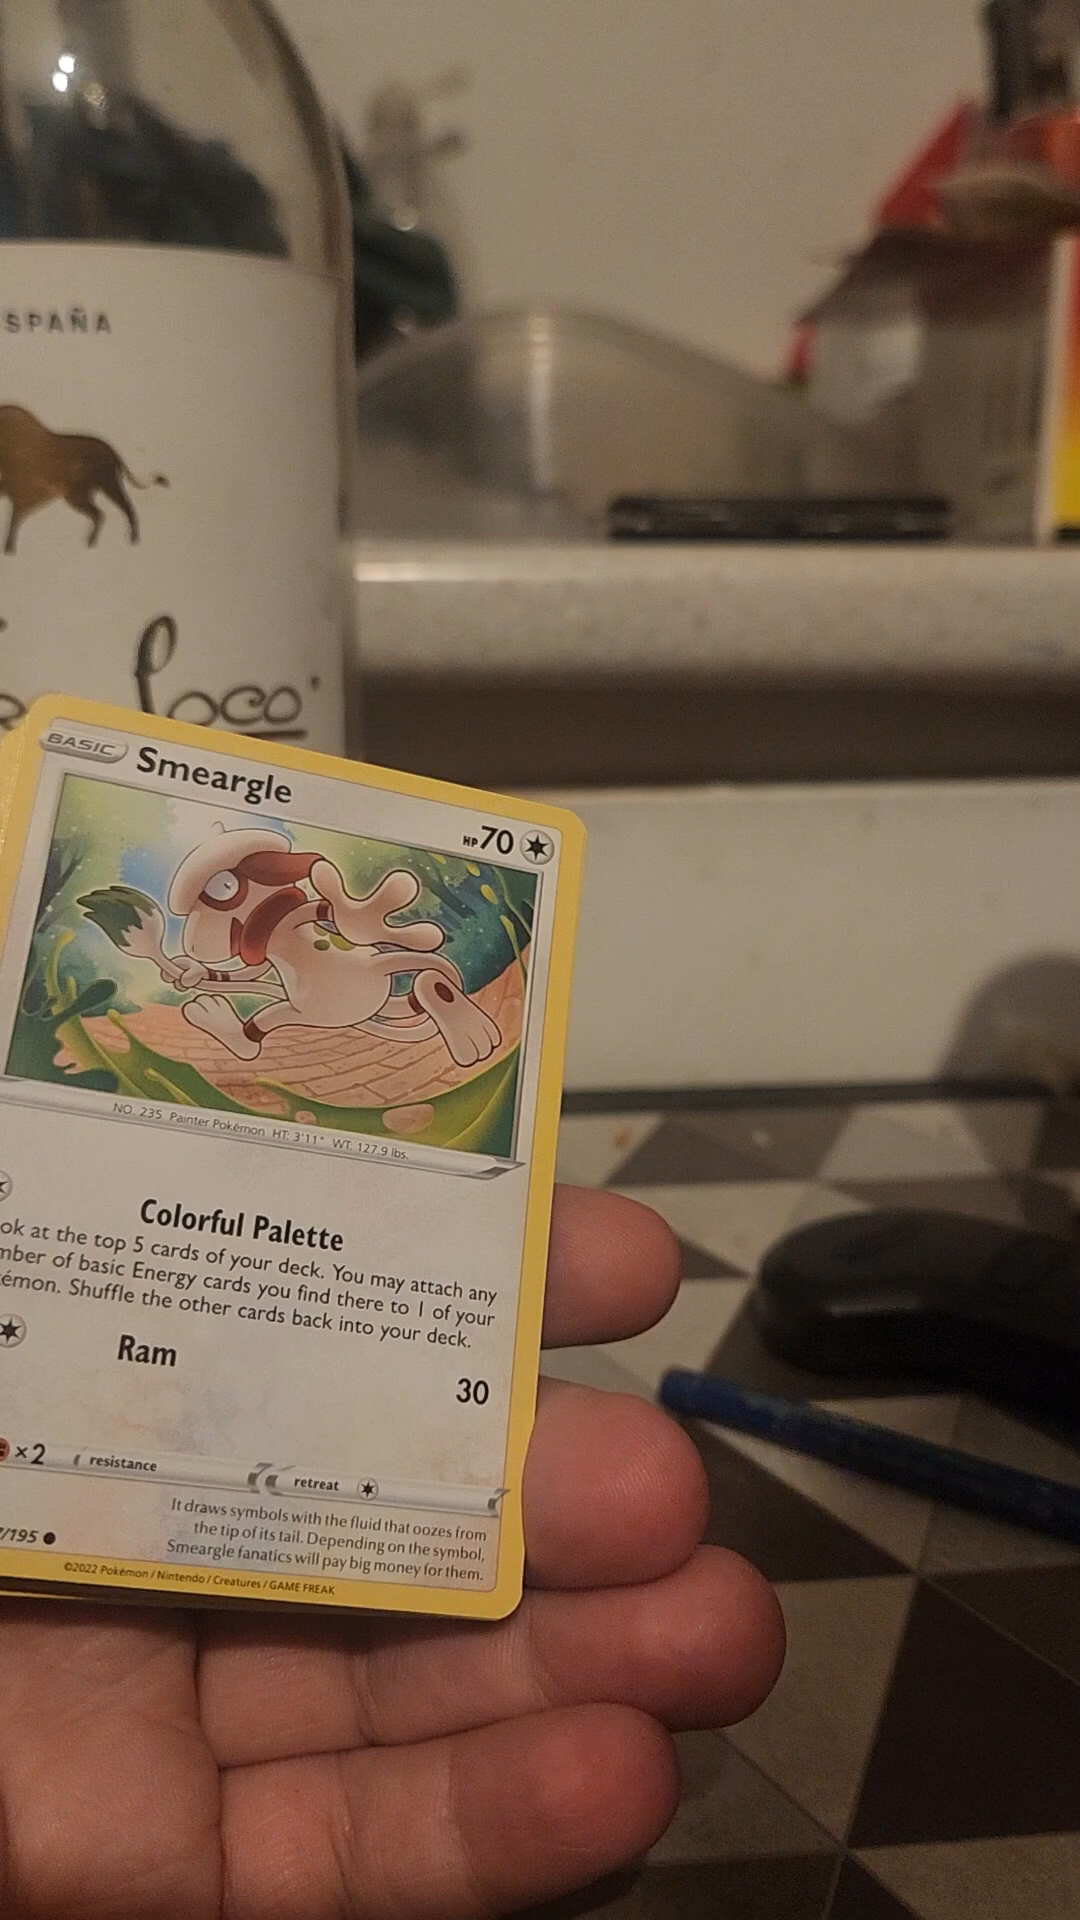 SPAÑA
Loco
BASIC Smeargle
HP 70
NO. 235 Painter Pokémon HT: 3'11" WT: 127.9 lbs.
Colorful Palette
ok at the top 5 cards of your deck. You may attach any
mber of basic Energy cards you find there to 1 of your
émon. Shuffle the other cards back into your deck.
Ram
30
×2 resistance retreat
It draws symbols with the fluid that oozes from
the tip of its tail. Depending on the symbol,
Smeargle fanatics will pay big money for them.
/195
©2022 Pokémon / Nintendo / Creatures / GAME FREAK